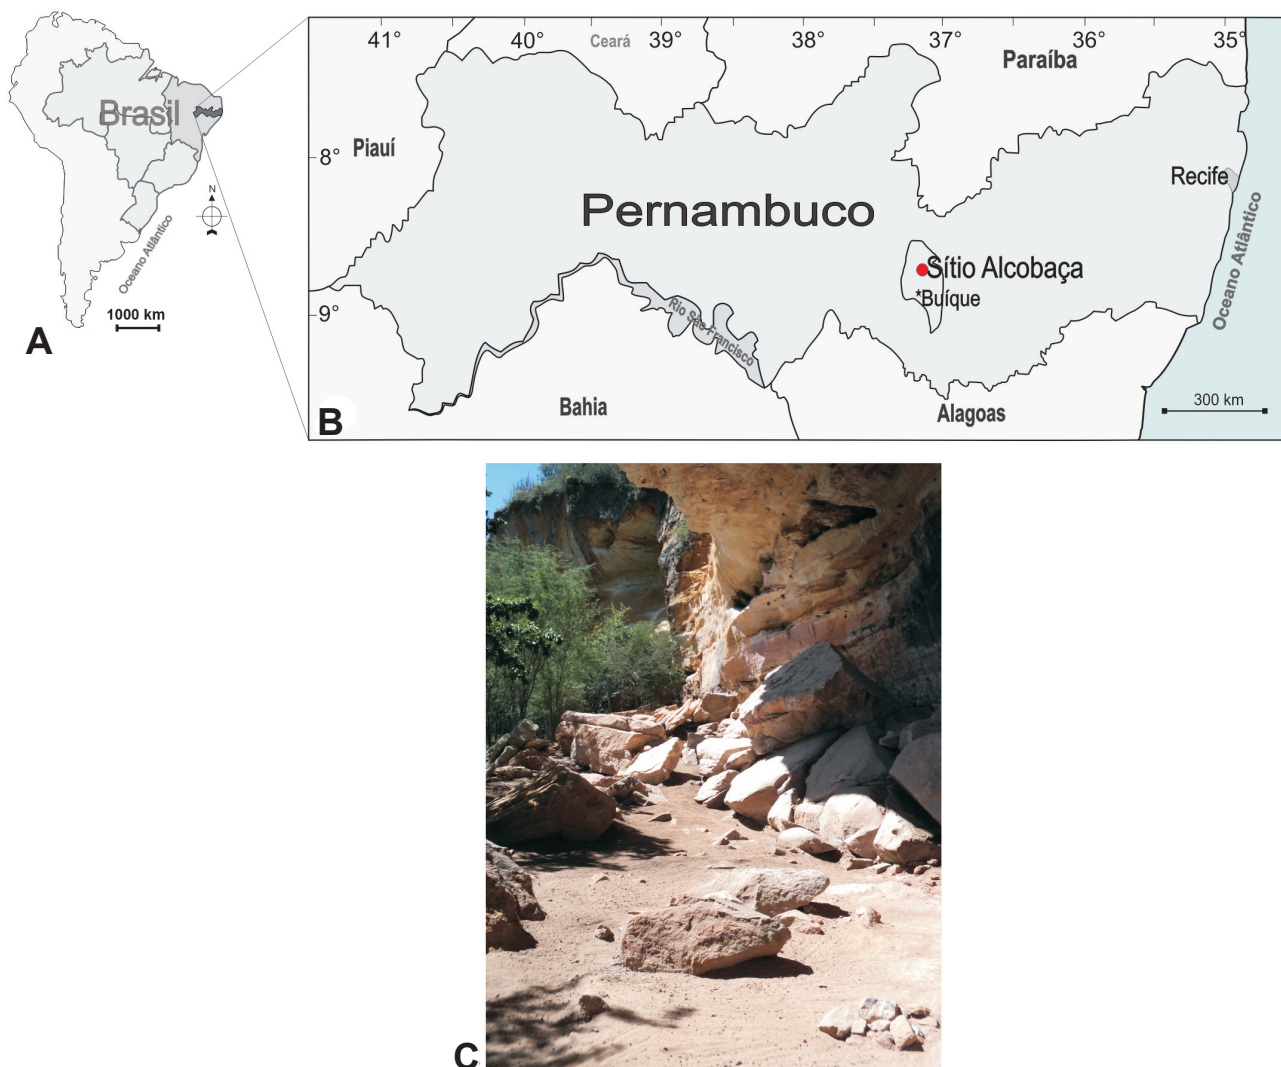 Brasil
N
Oceano Atlântico
1000 km
A
41°
40°
Ceará
39°
38°
37°
36°
35°
Paraíba
Piauí
8°
Recife
Pernambuco
Sítio Alcobaça
Buíque
9°
Rio São Francisco
Oceano Atlântico
Bahia
Alagoas
300 km
B
C